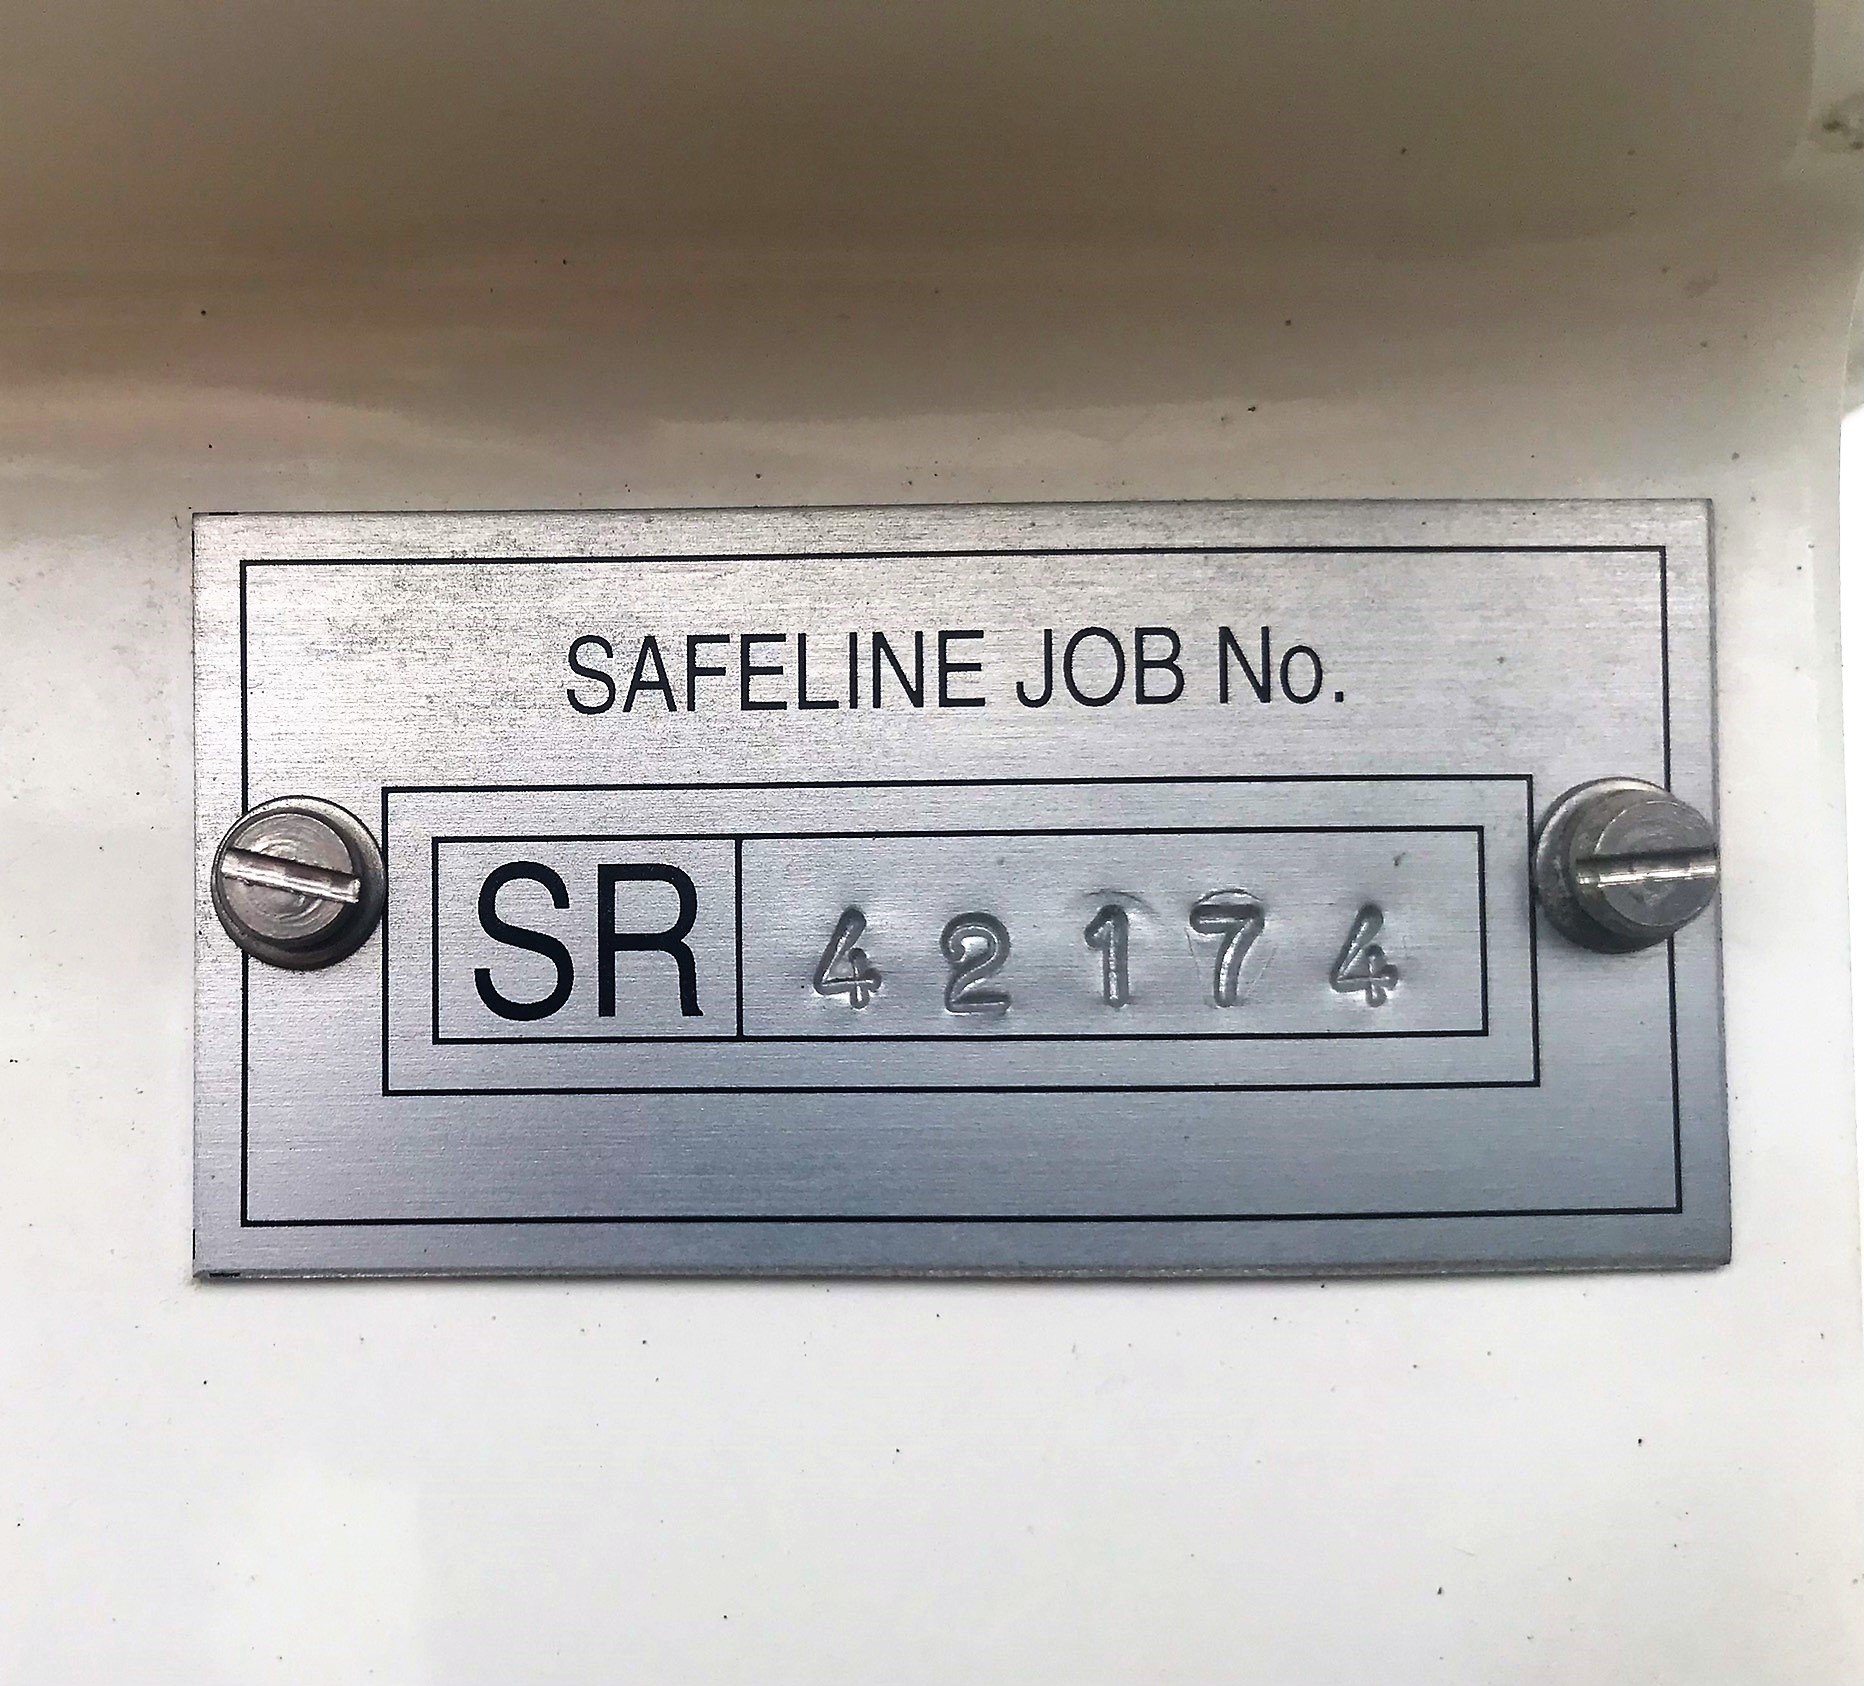 SAFELINE JOB No.
SR 42174